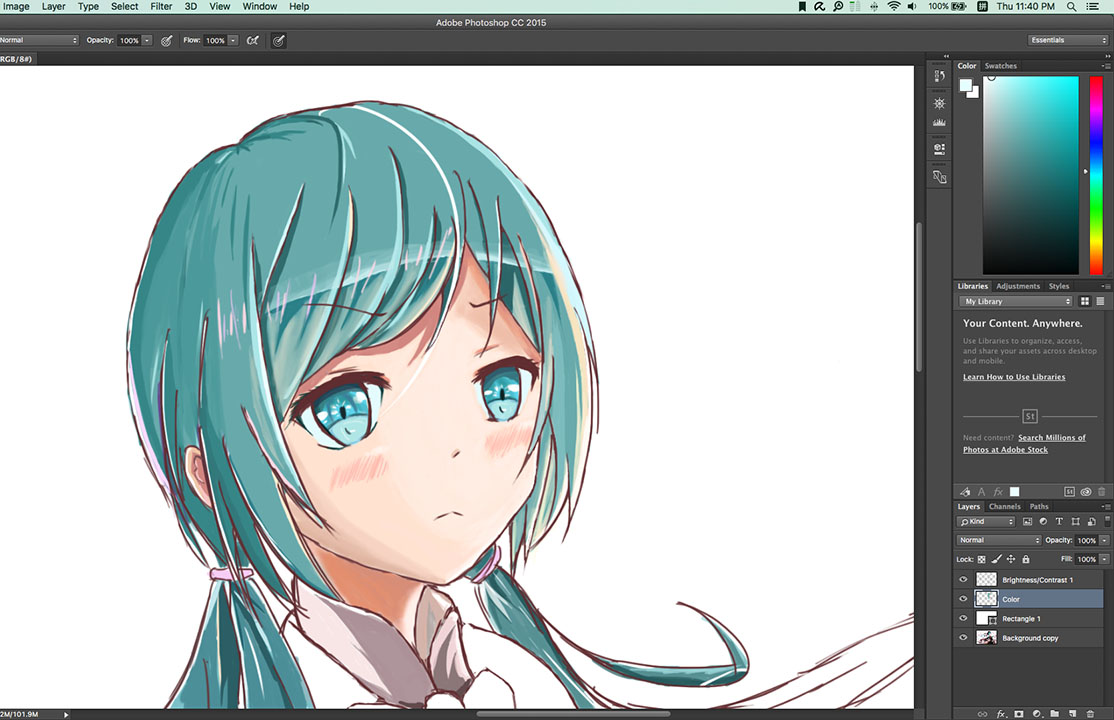 Image Layer Type Select Filter 3D View Window Help 100% Thu 11:40 PM
Adobe Photoshop CC 2015
Normal Opacity: 100% Flow: 100% Essentials
RGB/8#)
Color Swatches
Libraries Adjustments Styles
My Library
Your Content. Anywhere.
Use Libraries to organize, access,
and share your assets across desktop
and mobile.
Learn How to Use Libraries
St
Need content? Search Millions of
Photos at Adobe Stock
A fx St
Layers Channels Paths
Kind T
Normal Opacity: 100%
Lock: Fill: 100%
Brightness/Contrast 1
Color
Rectangle 1
Background copy
2M/101.9M fx